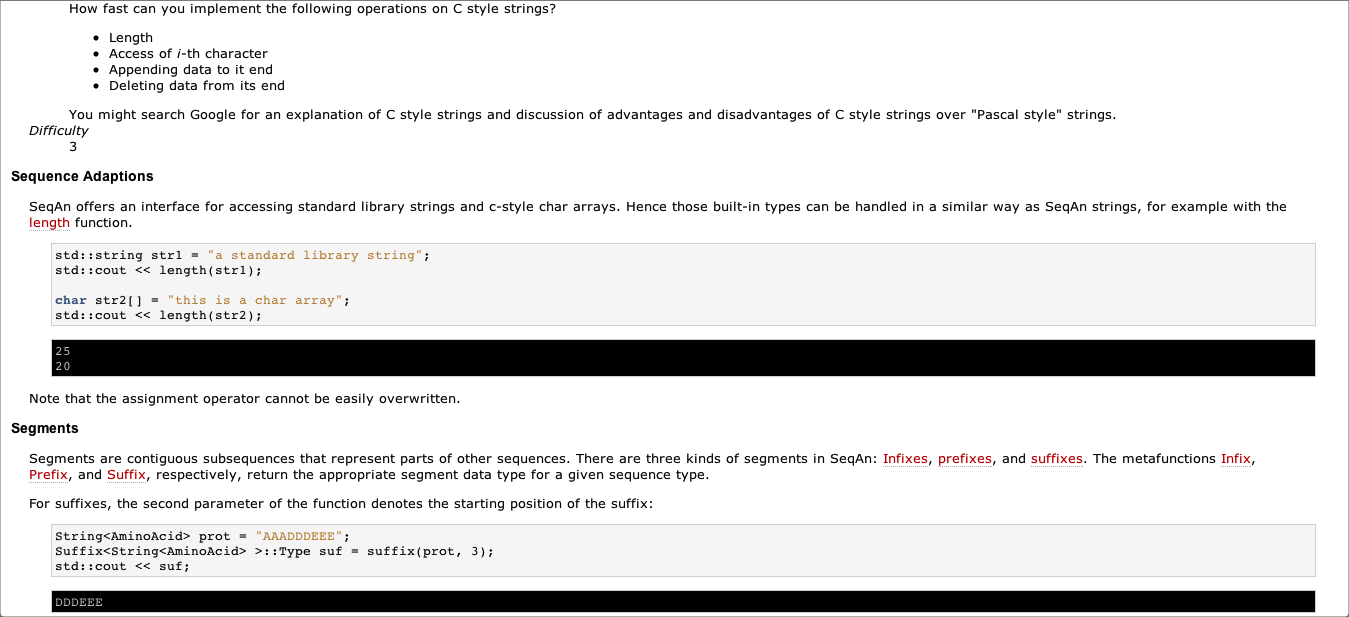 How fast can you implement the following operations on C style strings?
• Length
• Access of i-th character
• Appending data to it end
• Deleting data from its end
You might search Google for an explanation of C style strings and discussion of advantages and disadvantages of C style strings over "Pascal style" strings.
Difficulty
3
Sequence Adaptions
SeqAn offers an interface for accessing standard library strings and c-style char arrays. Hence those built-in types can be handled in a similar way as SeqAn strings, for example with the
length function.
std::string str1 = "a standard library string";
std::cout << length(str1);
char str2[] = "this is a char array";
std::cout << length(str2);
25
20
Note that the assignment operator cannot be easily overwritten.
Segments
Segments are contiguous subsequences that represent parts of other sequences. There are three kinds of segments in SeqAn: Infixes, prefixes, and suffixes. The metafunctions Infix,
Prefix, and Suffix, respectively, return the appropriate segment data type for a given sequence type.
For suffixes, the second parameter of the function denotes the starting position of the suffix:
String<AminoAcid> prot = "AAADDDEEE";
Suffix<String<AminoAcid> >::Type suf = suffix(prot, 3);
std::cout << suf;
DDDEEE